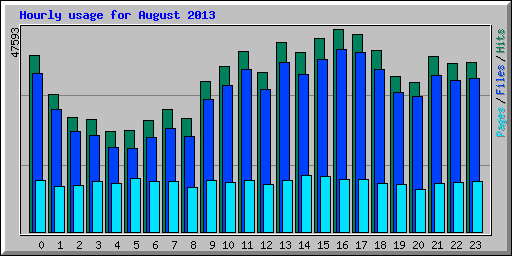 Hourly usage for August 2013
47593
Pages / Files / Hits
0 1 2 3 4 5 6 7 8 9 10 11 12 13 14 15 16 17 18 19 20 21 22 23